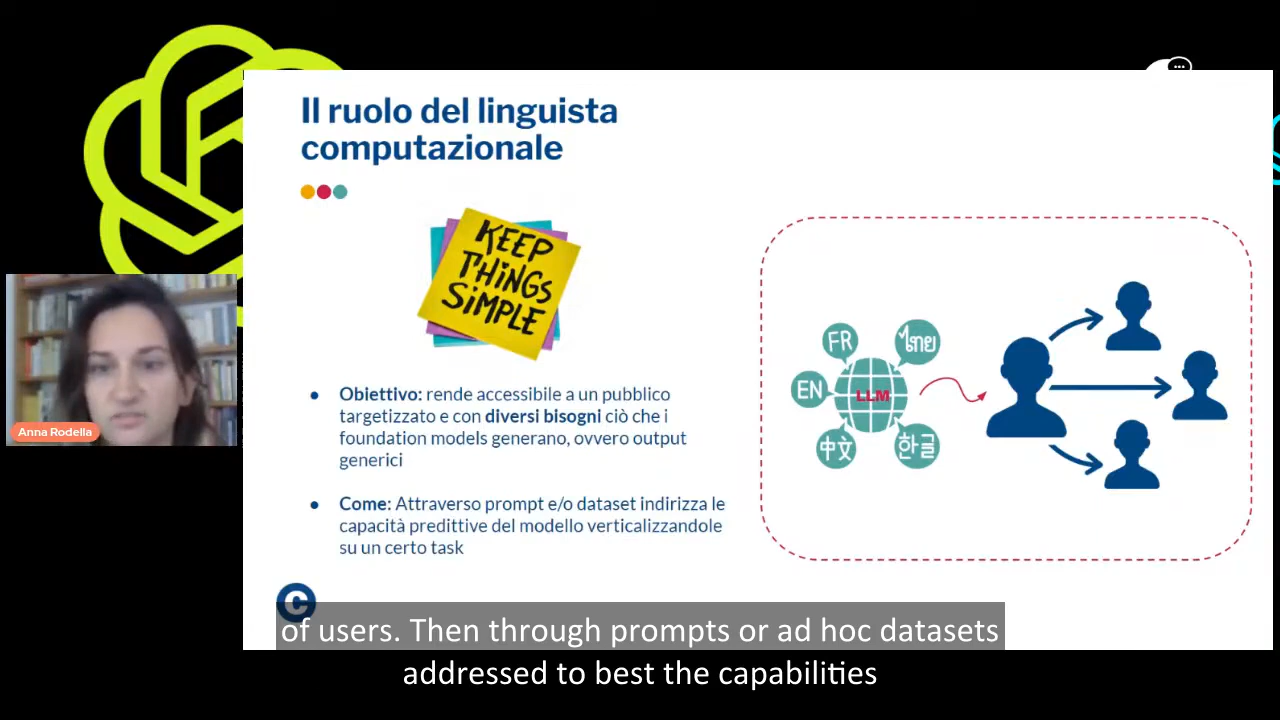 Il ruolo del linguista
computazionale
KEEP
THINGS
SIMPLE
Obiettivo: rende accessibile a un pubblico
targetizzato e con diversi bisogni ciò che i
foundation models generano, ovvero output
generici
Come: Attraverso prompt e/o dataset indirizza le
capacità predittive del modello verticalizzandole
su un certo task
FR
ไทย
EN
LLM
中文
한글
Anna Rodella
C
of users. Then through prompts or ad hoc datasets
addressed to best the capabilities